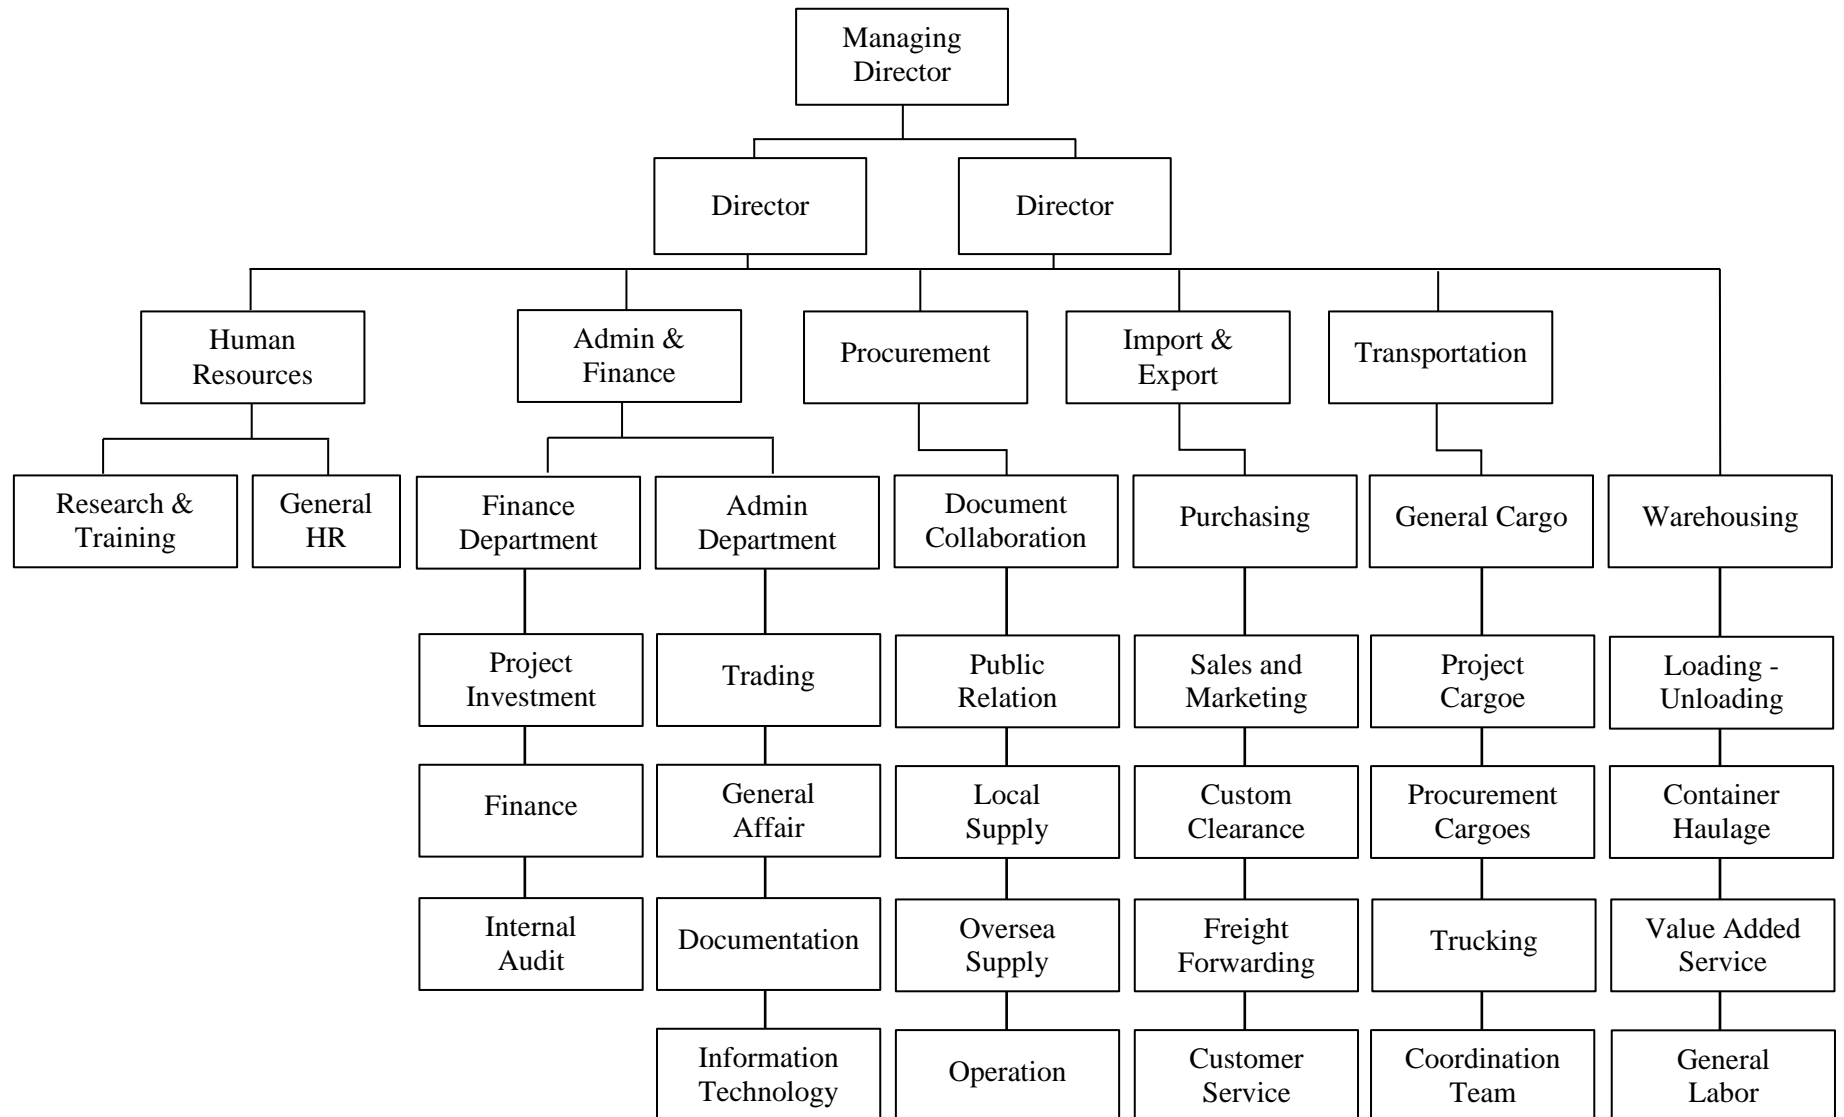 Managing
Director
Director
Director
Human
Resources
Admin &
Finance
Procurement
Import &
Export
Transportation
Research &
Training
General
HR
Finance
Department
Admin
Department
Document
Collaboration
Purchasing
General Cargo
Warehousing
Project
Investment
Trading
Public
Relation
Sales and
Marketing
Project
Cargoe
Loading -
Unloading
Finance
General
Affair
Local
Supply
Custom
Clearance
Procurement
Cargoes
Container
Haulage
Internal
Audit
Documentation
Oversea
Supply
Freight
Forwarding
Trucking
Value Added
Service
Information
Technology
Operation
Customer
Service
Coordination
Team
General
Labor